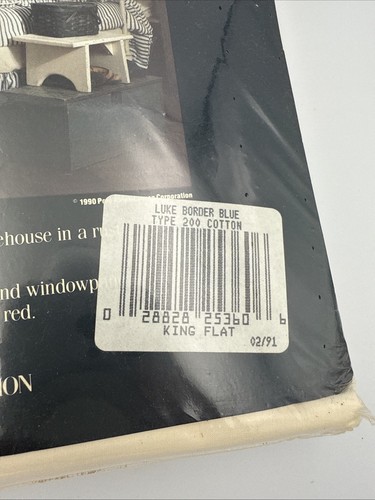 © 1990 Corporation
LUKE BORDER BLUE
TYPE 200 COTTON
ehouse in a
nd windowpan
red.
0 28828 25360 6
KING FLAT
02/91
ION